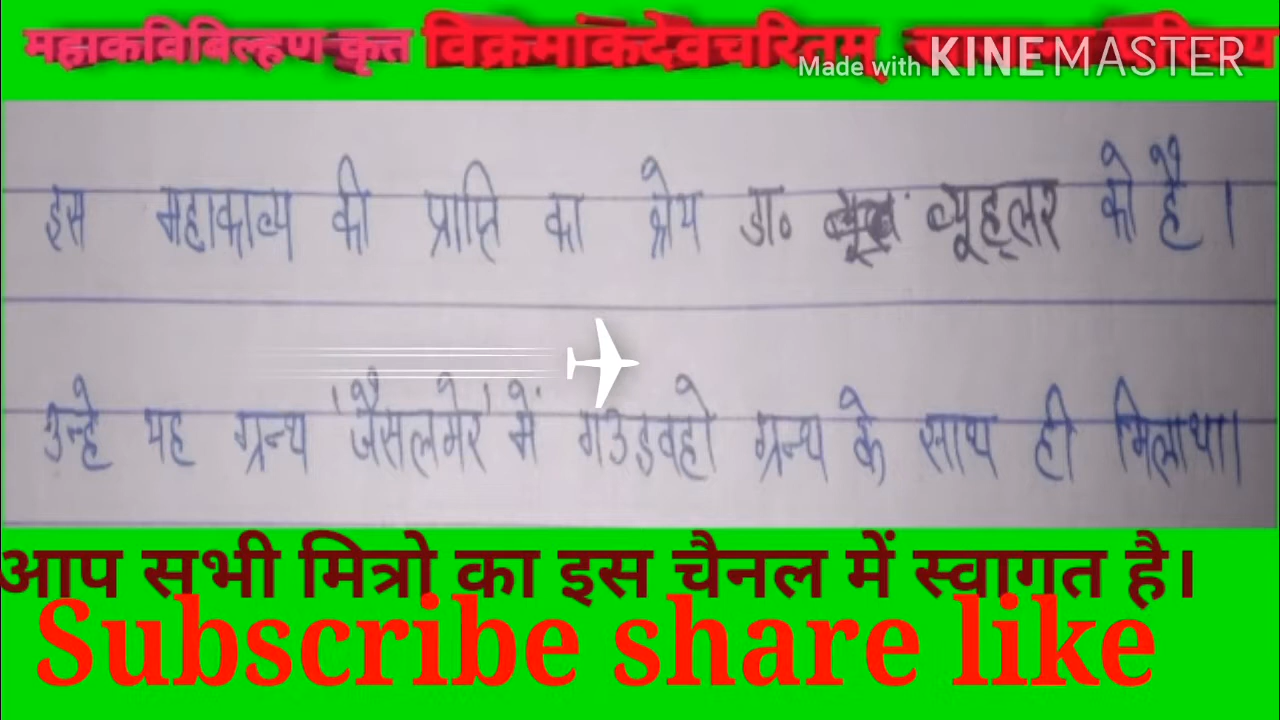 महाकविबिल्हण-कृत विक्रमांकदेवचरितम्
Made with KINEMASTER
इस महाकाव्य की प्राप्ति का श्रेय डा० व्यूह्लर को है ।
उन्हे यह ग्रन्थ 'जैसलमेर' में गउडवहो ग्रन्थ के साथ ही मिलाथा।
आप सभी मित्रो का इस चैनल में स्वागत है।
Subscribe share like